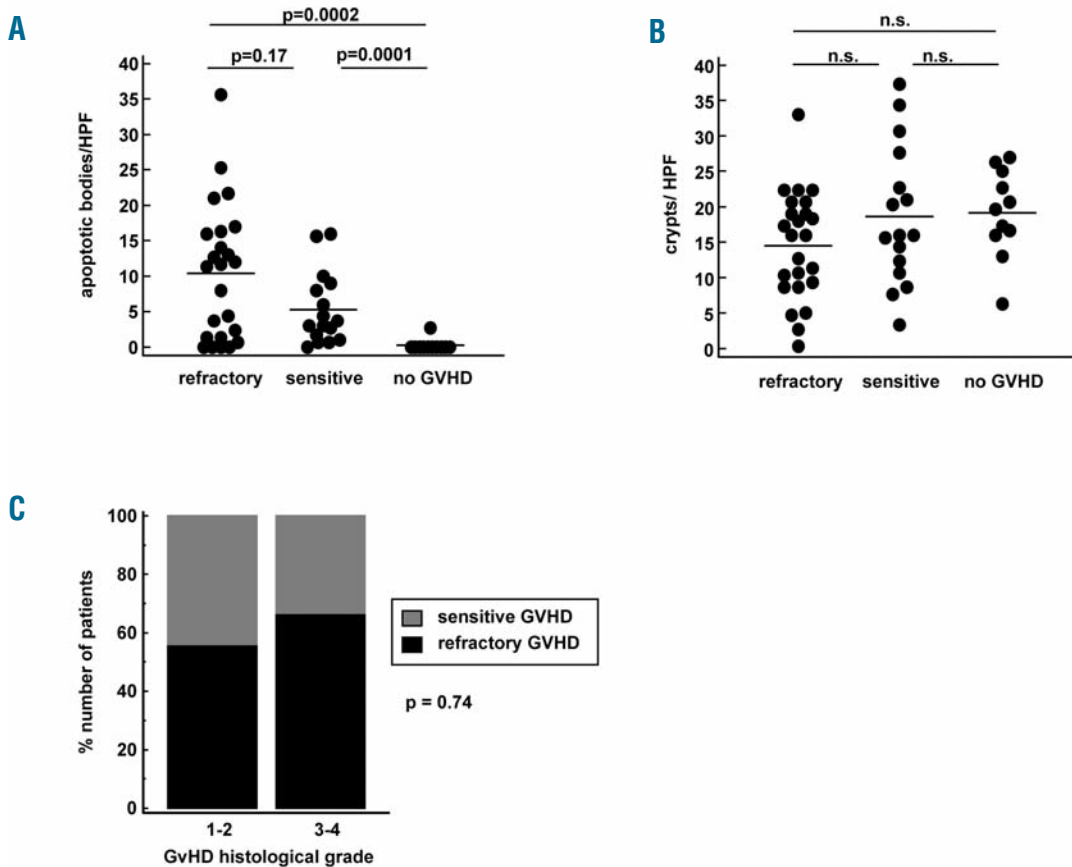 A
p=0.0002
p=0.17
p=0.0001
apoptotic bodies/HPF
40
35
30
25
20
15
10
5
0
refractory
sensitive
no GVHD
B
n.s.
n.s.
n.s.
crypts/ HPF
40
35
30
25
20
15
10
5
0
refractory
sensitive
no GVHD
C
% number of patients
100
80
60
40
20
0
1-2
3-4
GvHD histological grade
sensitive GVHD
refractory GVHD
p = 0.74